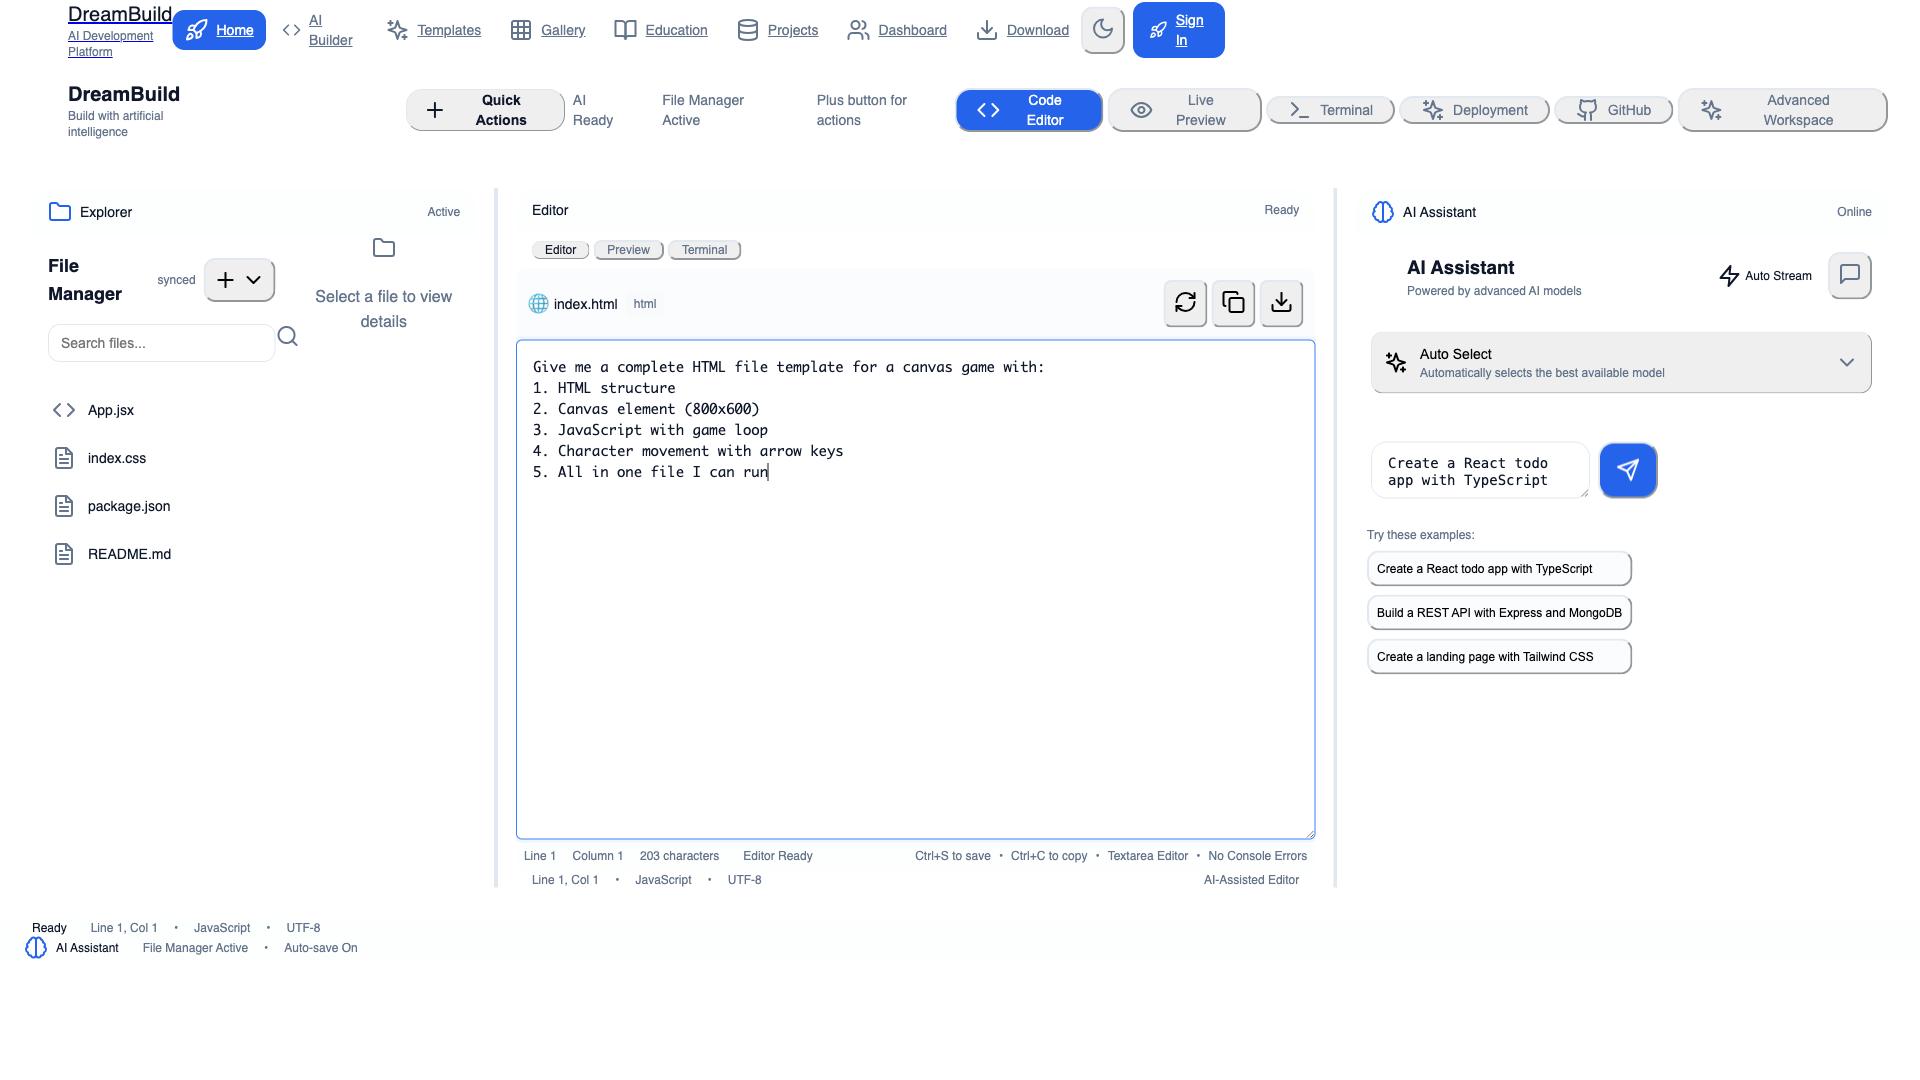 DreamBuild
AI Development
Platform
Home
AI
Builder
Templates
Gallery
Education
Projects
Dashboard
Download
Sign
In
DreamBuild
Build with artificial
intelligence
Quick
Actions
AI
Ready
File Manager
Active
Plus button for
actions
Code
Editor
Live
Preview
Terminal
Deployment
GitHub
Advanced
Workspace
Explorer
Active
File
Manager
synced
Search files...
Select a file to view
details
App.jsx
index.css
package.json
README.md
Editor
Ready
Editor
Preview
Terminal
index.html
html
Give me a complete HTML file template for a canvas game with:
1. HTML structure
2. Canvas element (800x600)
3. JavaScript with game loop
4. Character movement with arrow keys
5. All in one file I can run
Line 1
Column 1
203 characters
Editor Ready
Ctrl+S to save • Ctrl+C to copy • Textarea Editor • No Console Errors
Line 1, Col 1 • JavaScript • UTF-8
AI-Assisted Editor
AI Assistant
Online
AI Assistant
Powered by advanced AI models
Auto Stream
Auto Select
Automatically selects the best available model
Create a React todo
app with TypeScript
Try these examples:
Create a React todo app with TypeScript
Build a REST API with Express and MongoDB
Create a landing page with Tailwind CSS
Ready
Line 1, Col 1 • JavaScript • UTF-8
AI Assistant
File Manager Active • Auto-save On